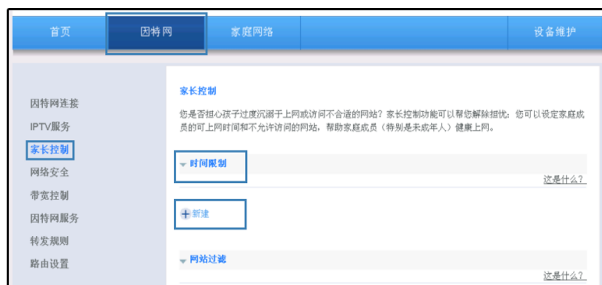 首页 因特网 家庭网络 设备维护
因特网连接
IPTV服务
家长控制
网络安全
带宽控制
因特网服务
转发规则
路由设置
家长控制
您是否担心孩子过度沉溺于上网或访问不合适的网站？家长控制功能可以帮您解除担忧，您可以设定家庭成
员的可上网时间和不允许访问的网站，帮助家庭成员（特别是未成年人）健康上网。
时间限制
这是什么？
新建
网站过滤
这是什么？